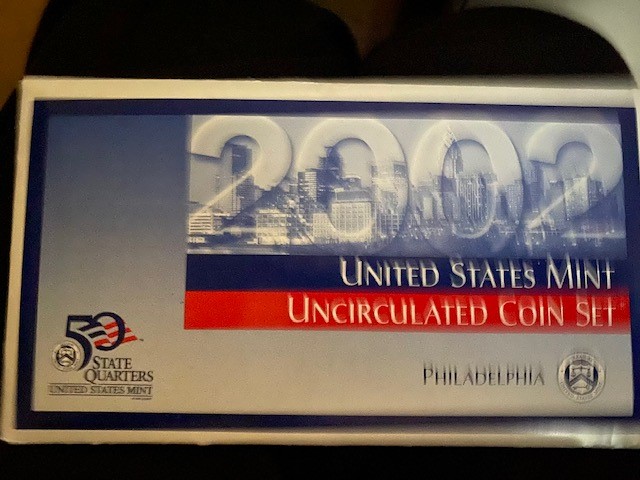 2002
UNITED STATES MINT
UNCIRCULATED COIN SET
50
STATE
QUARTERS
UNITED STATES MINT
PHILADELPHIA